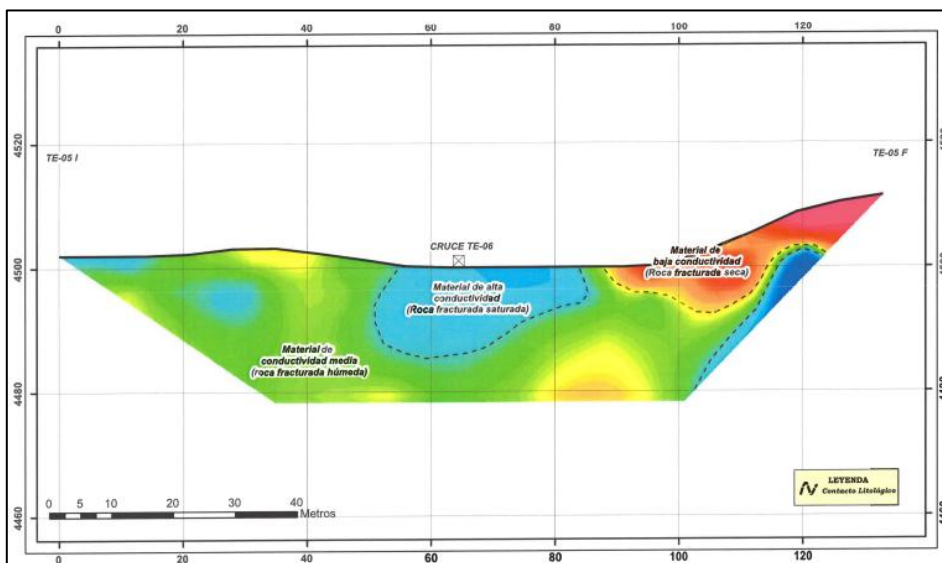 0 20 40 60 80 100 120
4520
TE-05 I
TE-05 F
CRUCE TE-06
4500
Material de
baja conductividad
(Roca fracturada seca)
Material de alta
conductividad
(Roca fracturada saturada)
Material de
conductividad media
(roca fracturada húmeda)
4480
4480
LEYENDA
Contacto Litológico
0 5 10 20 30 40
Metros
4460
4460
0 20 40 60 80 100 120